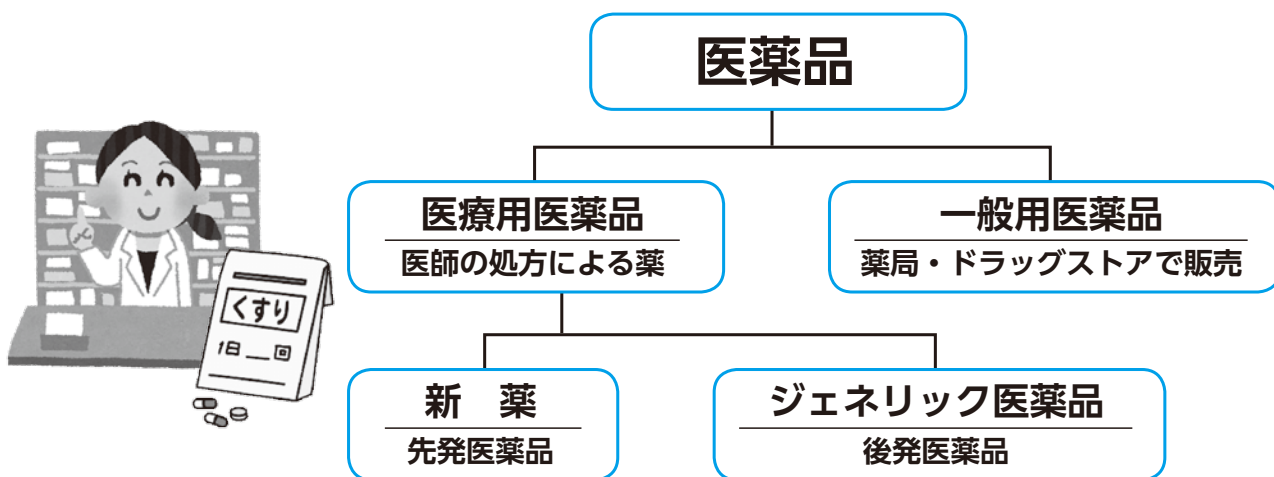 医薬品
医療用医薬品
医師の処方による薬
一般用医薬品
薬局・ドラッグストアで販売
くすり
1日__回
新　薬
先発医薬品
ジェネリック医薬品
後発医薬品